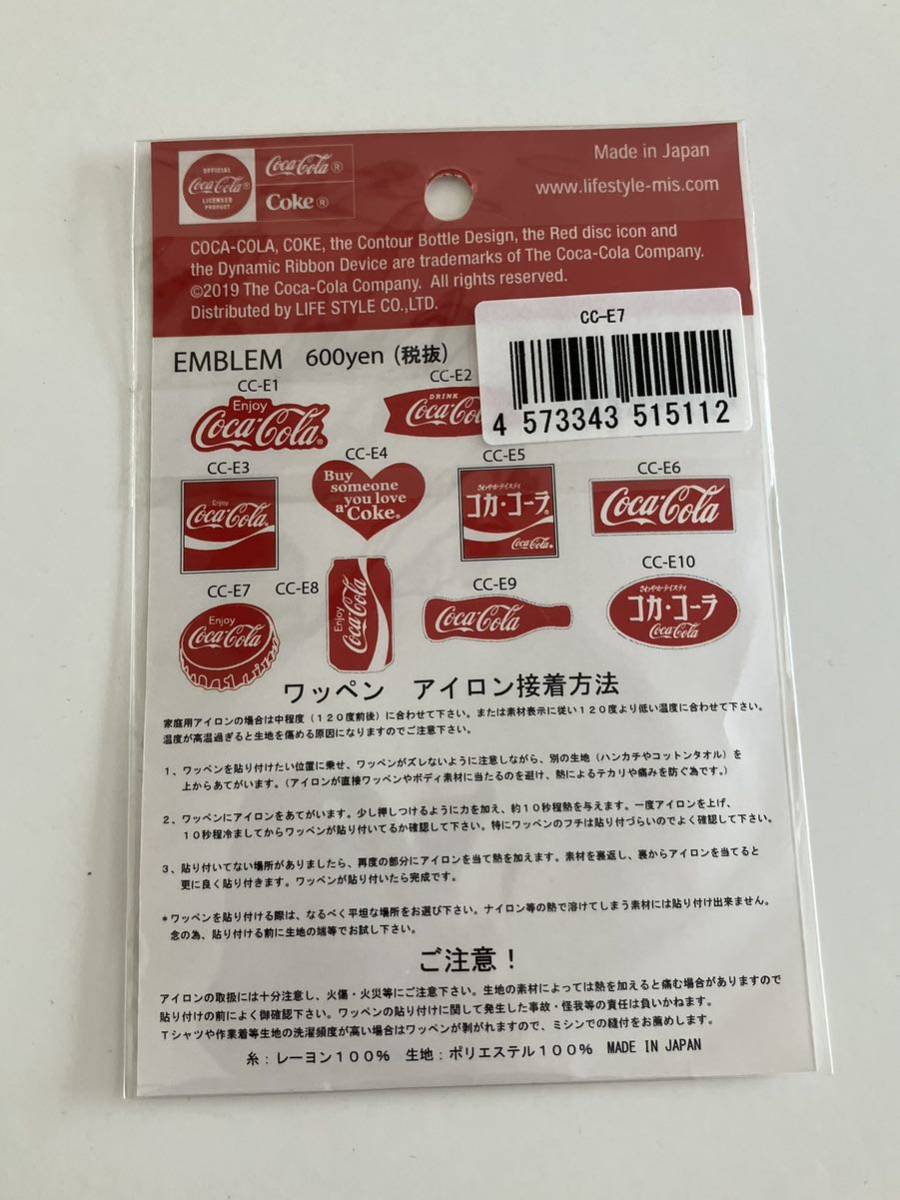 OFFICIAL
Coca-Cola®
LICENSED
PRODUCT
Coca-Cola®
Coke®
Made in Japan
www.lifestyle-mis.com
COCA-COLA, COKE, the Contour Bottle Design, the Red disc icon and
the Dynamic Ribbon Device are trademarks of The Coca-Cola Company.
©2019 The Coca-Cola Company. All rights reserved.
Distributed by LIFE STYLE CO.,LTD.
CC-E7
4 573343 515112
EMBLEM 600yen (税抜)
CC-E1
Enjoy
Coca-Cola®
CC-E2
DRINK
CC-E3
Enjoy
Coca-Cola®
CC-E4
Buy
someone
you love
a Coke®
CC-E5
さわやか・テイスティ
コカ・コーラ®
Coca-Cola®
CC-E6
Coca-Cola
CC-E7
Enjoy
Coca-Cola
CC-E8
Enjoy
Coca-Cola
CC-E9
Coca-Cola
CC-E10
さわやか・テイスティ
コカ・コーラ
Coca-Cola
ワッペン アイロン接着方法
家庭用アイロンの場合は中程度(120度前後)に合わせて下さい。または素材表示に従い120度より低い温度に合わせて下さい。
温度が高温過ぎると生地を傷める原因になりますのでご注意下さい。
1、ワッペンを貼り付けたい位置に乗せ、ワッペンがズレないように注意しながら、別の生地(ハンカチやコットンタオル)を
上からあてがいます。(アイロンが直接ワッペンやボディ素材に当たるのを避け、熱によるテカリや痛みを防ぐ為です。)
2、ワッペンにアイロンをあてがいます。少し押しつけるように力を加え、約10秒程熱を与えます。一度アイロンを上げ、
10秒程冷ましてからワッペンが貼り付いてるか確認して下さい。特にワッペンのフチは貼り付づらいのでよく確認して下さい。
3、貼り付いてない場所がありましたら、再度の部分にアイロンを当て熱を加えます。素材を裏返し、裏からアイロンを当てると
更に良く貼り付きます。ワッペンが貼り付いたら完成です。
*ワッペンを貼り付ける際は、なるべく平坦な場所をお選び下さい。ナイロン等の熱で溶けてしまう素材には貼り付け出来ません。
念の為、貼り付ける前に生地の端等でお試し下さい。
ご注意！
アイロンの取扱には十分注意し、火傷・火災等にご注意下さい。生地の素材によっては熱を加えると痛む場合がありますので
貼り付けの前によく御確認下さい。ワッペンの貼り付けに関して発生した事故・怪我等の責任は負いかねます。
Tシャツや作業着等生地の洗濯頻度が高い場合はワッペンが剥がれますので、ミシンでの縫付をお薦めします。
糸：レーヨン100% 生地：ポリエステル100% MADE IN JAPAN